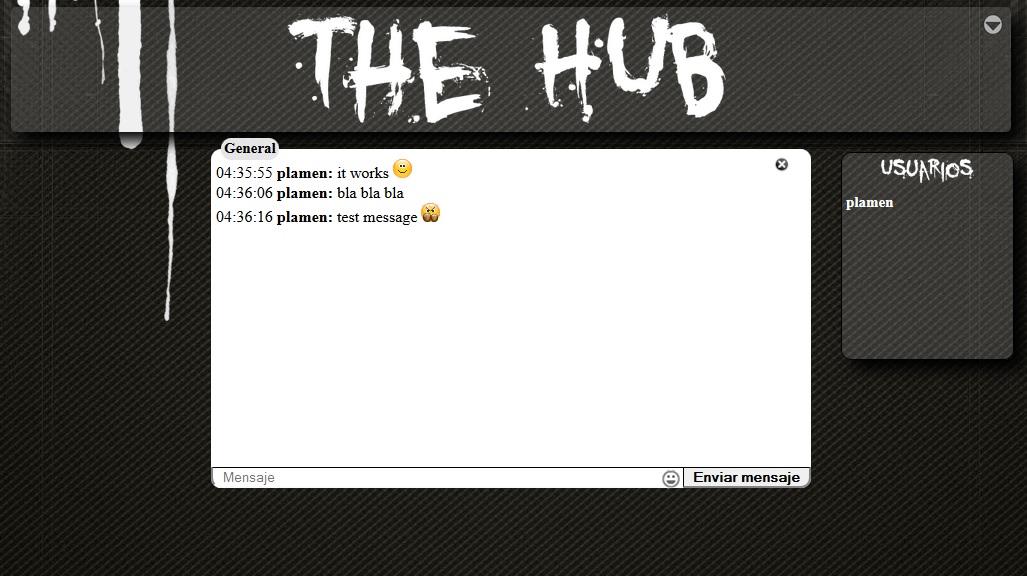 THE HUB
General
04:35:55 plamen: it works
04:36:06 plamen: bla bla bla
04:36:16 plamen: test message
USUARIOS
plamen
Mensaje
Enviar mensaje